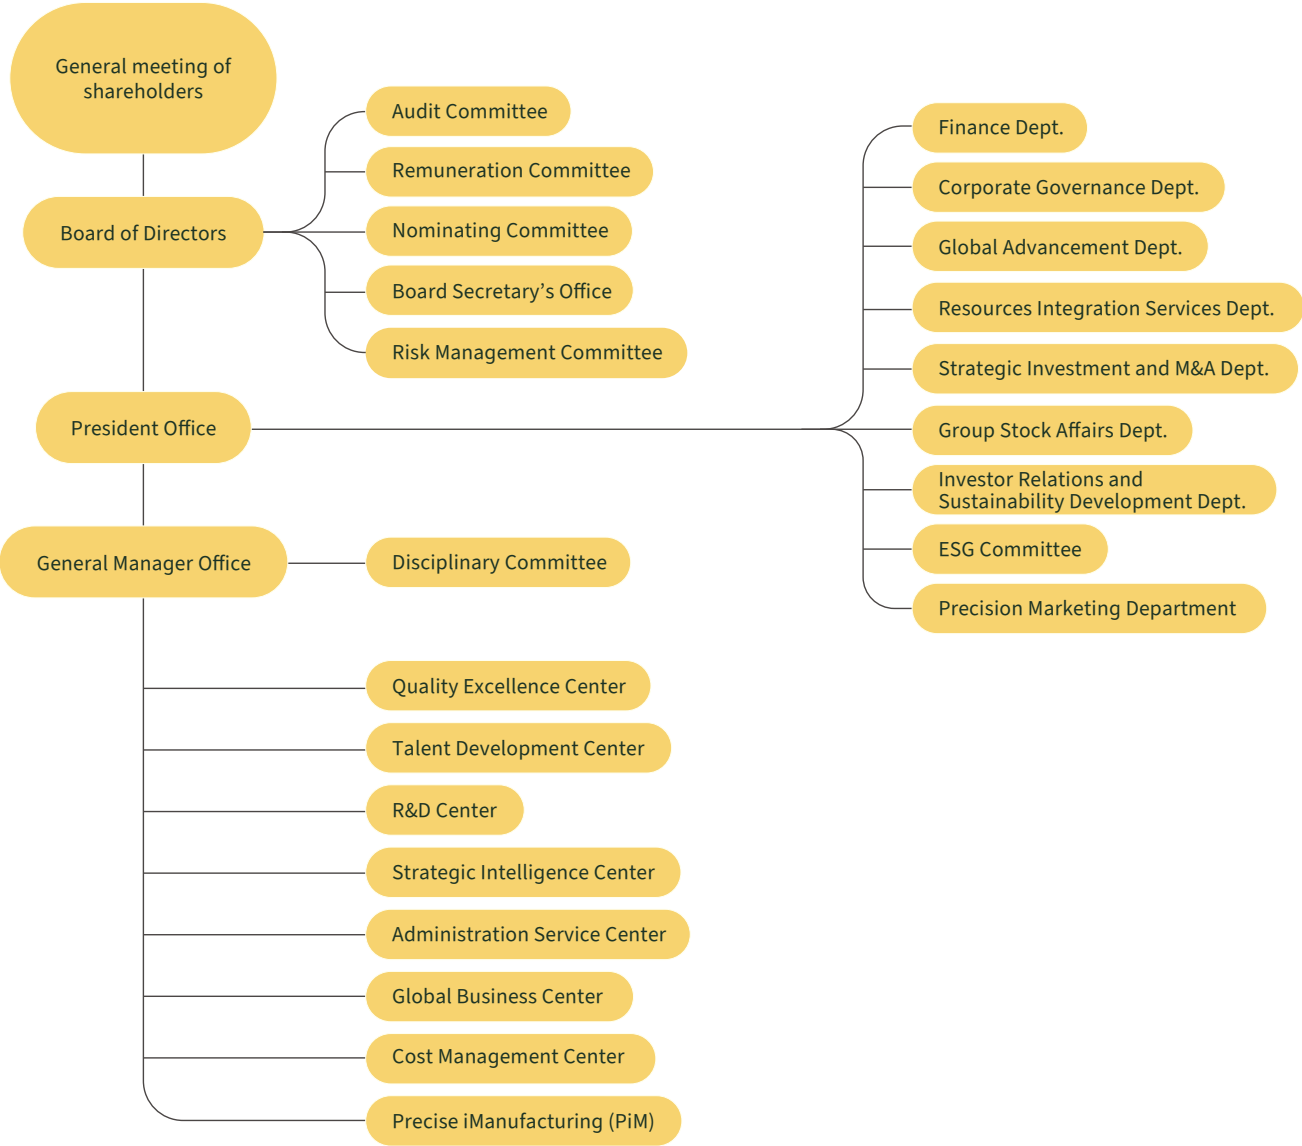 General meeting of
shareholders
Board of Directors
Audit Committee
Remuneration Committee
Nominating Committee
Board Secretary’s Office
Risk Management Committee
President Office
Finance Dept.
Corporate Governance Dept.
Global Advancement Dept.
Resources Integration Services Dept.
Strategic Investment and M&A Dept.
Group Stock Affairs Dept.
Investor Relations and
Sustainability Development Dept.
ESG Committee
Precision Marketing Department
General Manager Office
Disciplinary Committee
Quality Excellence Center
Talent Development Center
R&D Center
Strategic Intelligence Center
Administration Service Center
Global Business Center
Cost Management Center
Precise iManufacturing (PiM)